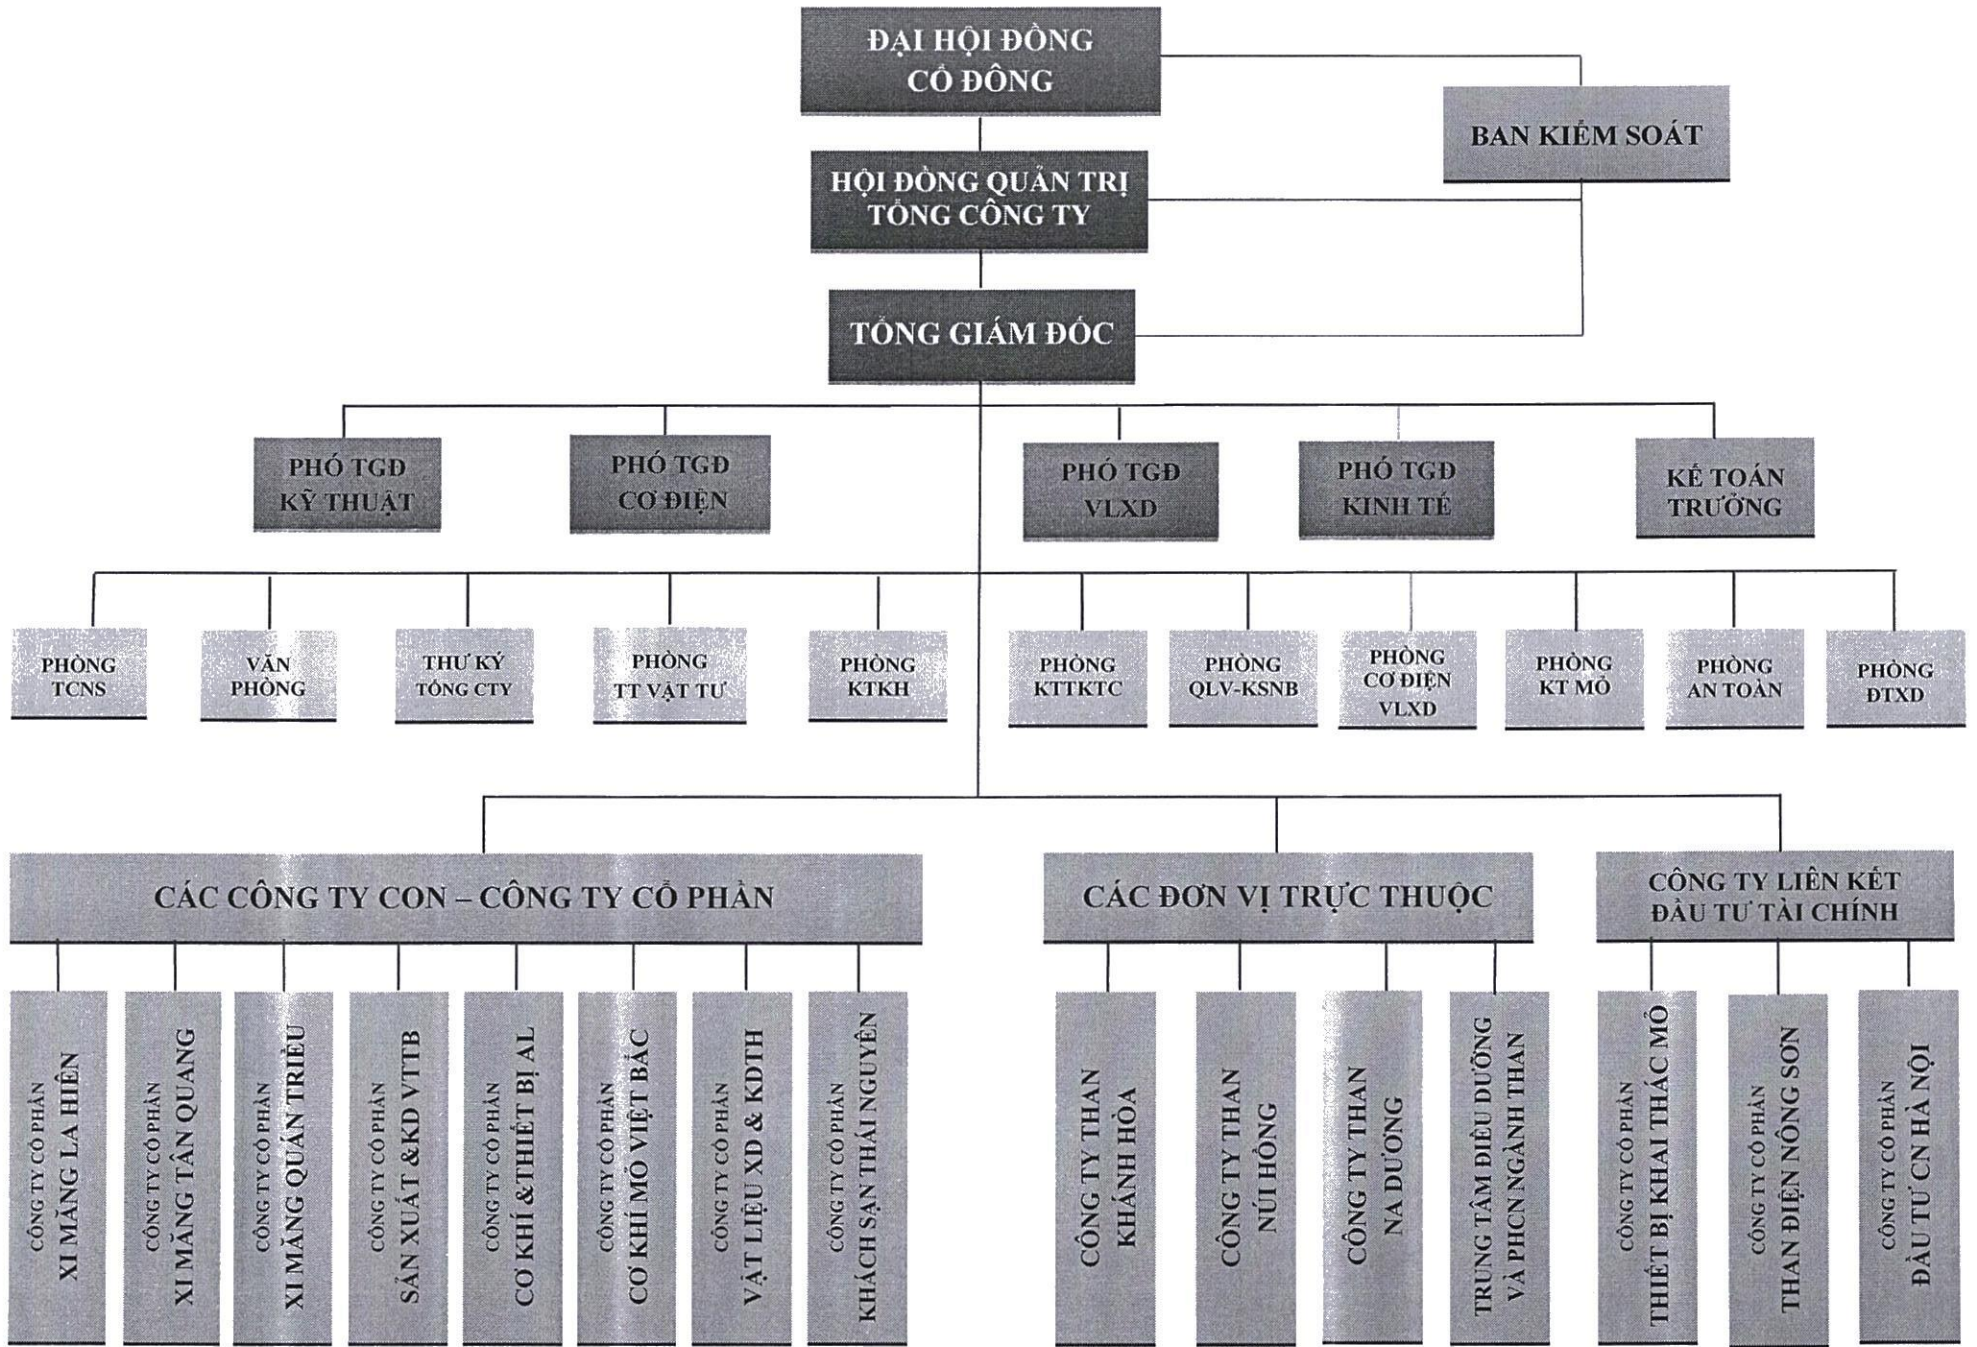 ĐẠI HỘI ĐỒNG
CỔ ĐÔNG
BAN KIỂM SOÁT
HỘI ĐỒNG QUẢN TRỊ
TỔNG CÔNG TY
TỔNG GIÁM ĐỐC
PHÓ TGĐ
KỸ THUẬT
PHÓ TGĐ
CƠ ĐIỆN
PHÓ TGĐ
VLXD
PHÓ TGĐ
KINH TẾ
KẾ TOÁN
TRƯỞNG
PHÒNG
TCNS
VĂN
PHÒNG
THƯ KÝ
TỔNG CTY
PHÒNG
TT VẬT TƯ
PHÒNG
KTKH
PHÒNG
KTTKTC
PHÒNG
QLV-KSNB
PHÒNG
CƠ ĐIỆN
VLXD
PHÒNG
KT MỎ
PHÒNG
AN TOÀN
PHÒNG
ĐTXD
CÁC CÔNG TY CON – CÔNG TY CỔ PHẦN
CÁC ĐƠN VỊ TRỰC THUỘC
CÔNG TY LIÊN KẾT
ĐẦU TƯ TÀI CHÍNH
CÔNG TY CỔ PHẦN
XI MĂNG LA HIÊN
CÔNG TY CỔ PHẦN
XI MĂNG TÂN QUANG
CÔNG TY CỔ PHẦN
XI MĂNG QUÁN TRIỀU
CÔNG TY CỔ PHẦN
SẢN XUẤT &KD VTTB
CÔNG TY CỔ PHẦN
CƠ KHÍ &THIẾT BỊ AL
CÔNG TY CỔ PHẦN
CƠ KHÍ MỎ VIỆT BẮC
CÔNG TY CỔ PHẦN
VẬT LIỆU XD & KDTH
CÔNG TY CỔ PHẦN
KHÁCH SẠN THÁI NGUYÊN
CÔNG TY THAN
KHÁNH HÒA
CÔNG TY THAN
NÚI HỒNG
CÔNG TY THAN
NA DƯƠNG
TRUNG TÂM ĐIỀU DƯỠNG
VÀ PHCN NGÀNH THAN
CÔNG TY CỔ PHẦN
THIẾT BỊ KHAI THÁC MỎ
CÔNG TY CỔ PHẦN
THAN ĐIỆN NÔNG SƠN
CÔNG TY CỔ PHẦN
ĐẦU TƯ CN HÀ NỘI